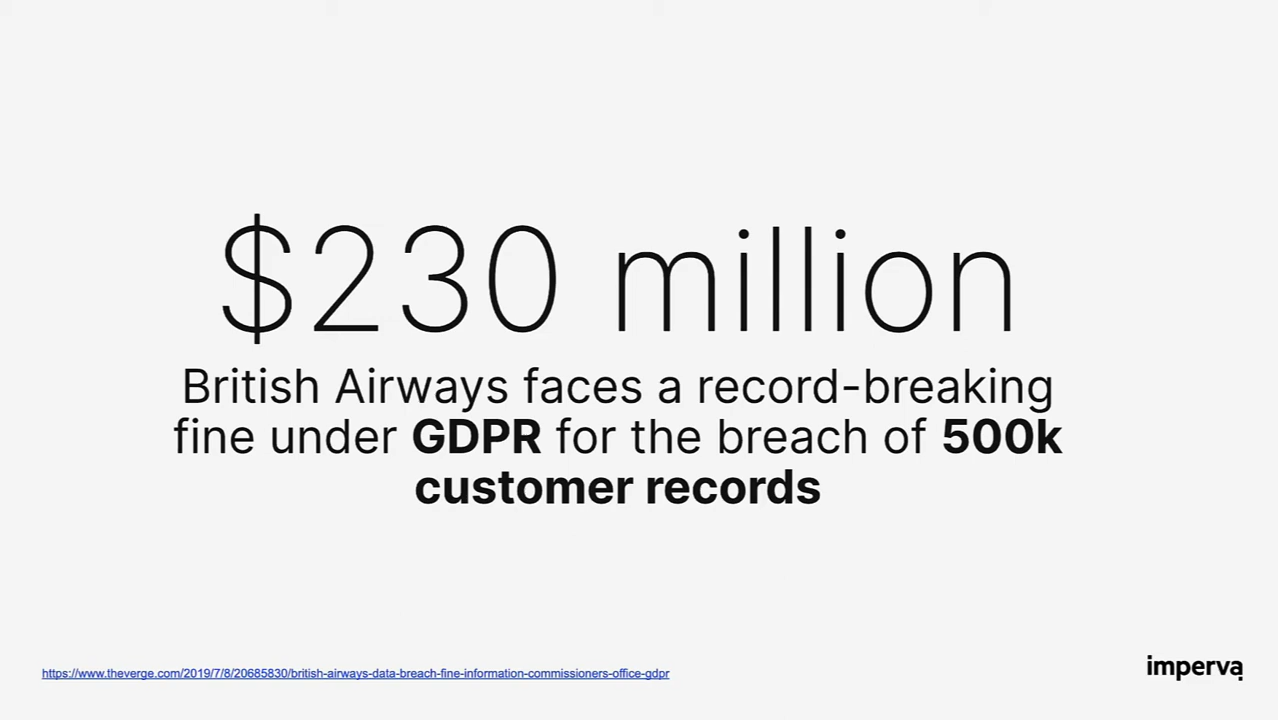 $230 million
British Airways faces a record-breaking
fine under GDPR for the breach of 500k
customer records
https://www.theverge.com/2019/7/8/20685830/british-airways-data-breach-fine-information-commissioners-office-gdpr
imperva